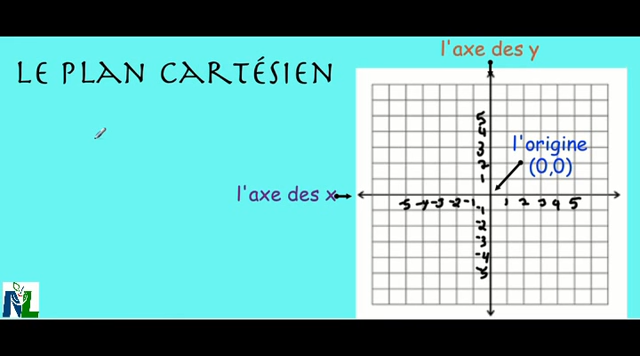 l'axe des y
LE PLAN CARTÉSIEN
5
4
3
2
1
l'origine
(0,0)
l'axe des x
-5 -4 -3 -2 -1 1 2 3 4 5
-1
-2
-3
-4
-5
NL